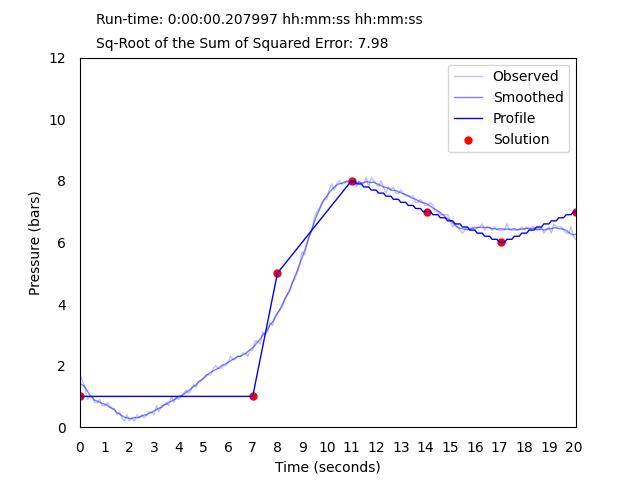 Run-time: 0:00:00.207997 hh:mm:ss hh:mm:ss
Sq-Root of the Sum of Squared Error: 7.98
12
10
8
6
4
2
0
Pressure (bars)
Observed
Smoothed
Profile
Solution
0 1 2 3 4 5 6 7 8 9 10 11 12 13 14 15 16 17 18 19 20
Time (seconds)